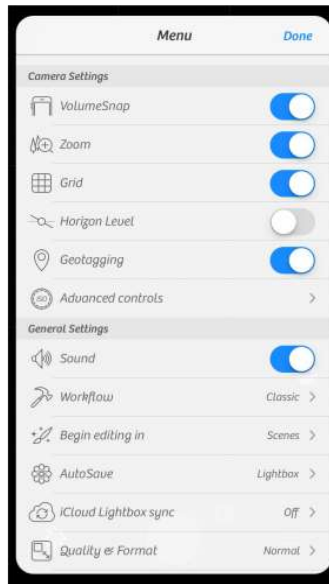 Menu
Done
Camera Settings
VolumeSnap
Zoom
Grid
Horizon Level
Geotagging
ISO Advanced controls
General Settings
Sound
Workflow Classic
Begin editing in Scenes
AutoSave Lightbox
iCloud Lightbox sync Off
Quality & Format Normal